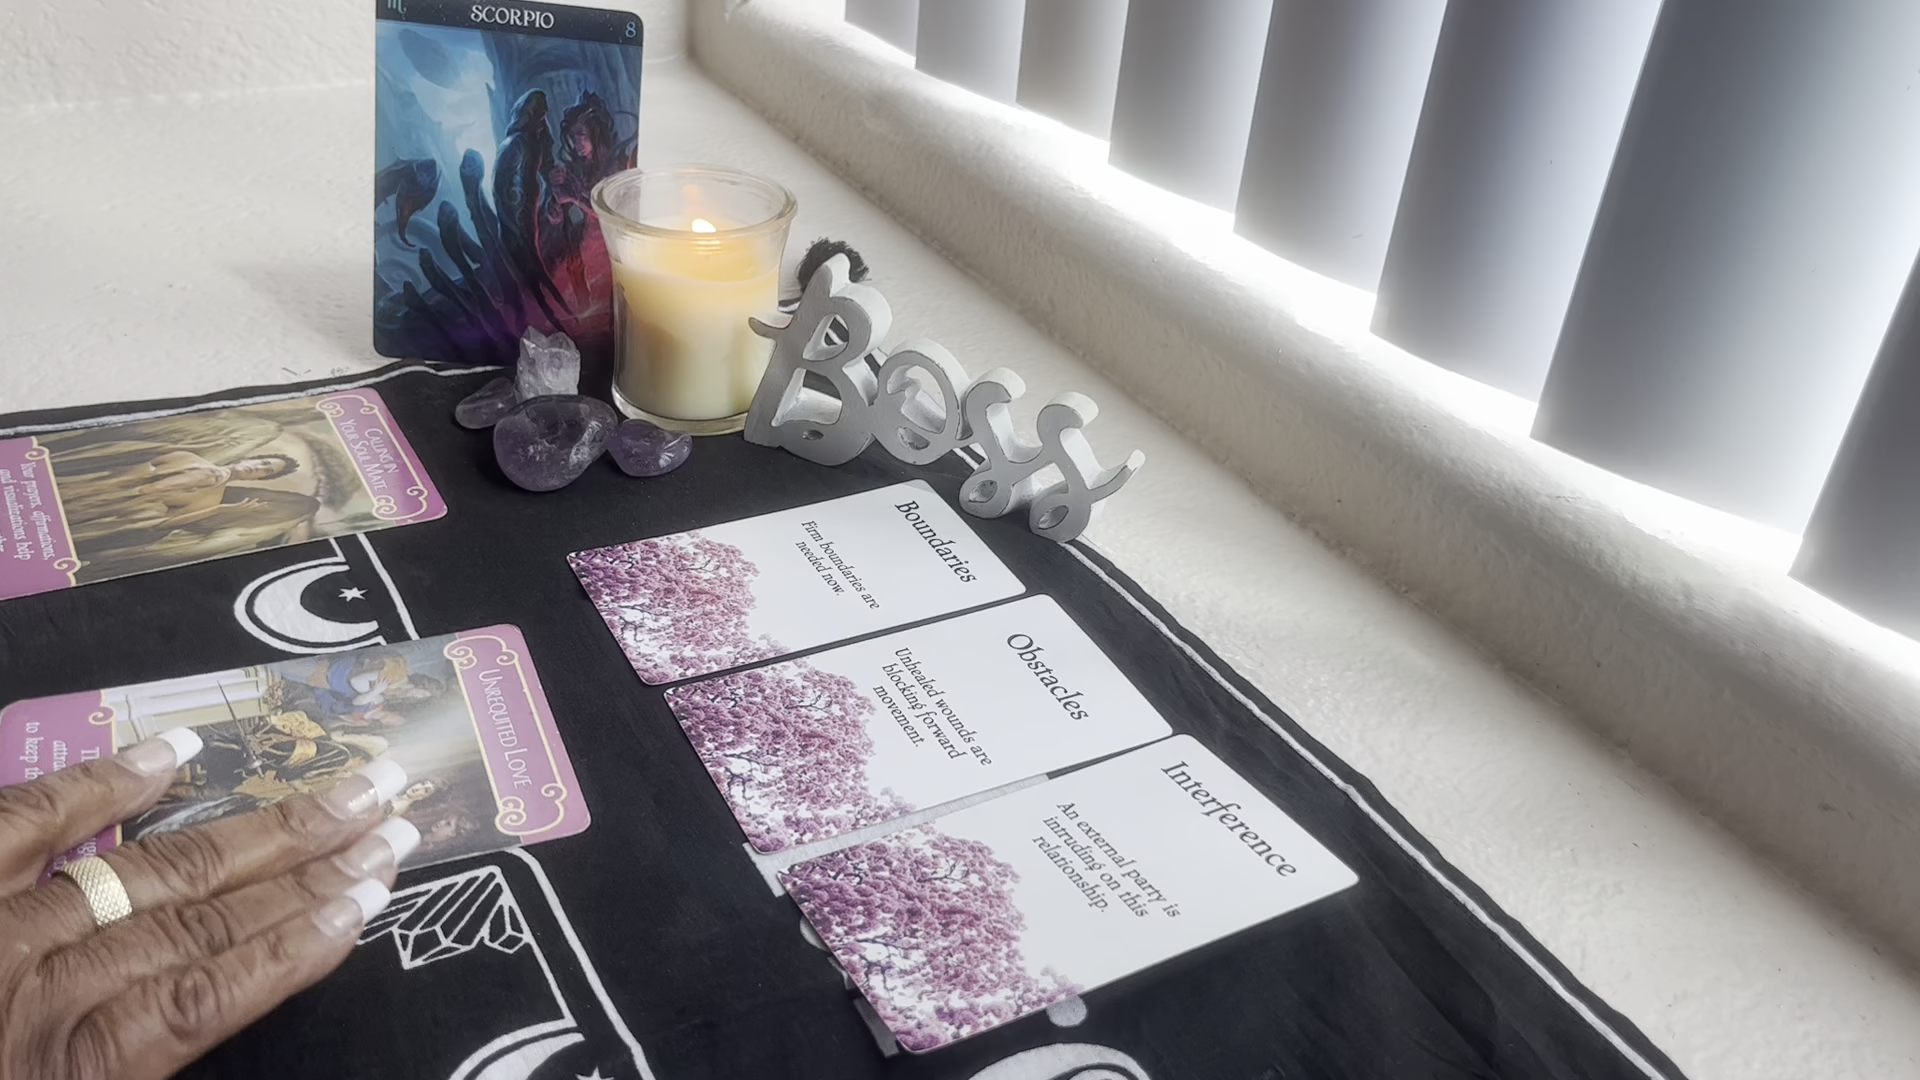 SCORPIO
8
Boss
CALLING IN
YOUR SOUL MATE
Your prayers, affirmations,
and visualizations help
UNREQUITED LOVE
to keep
Boundaries
Firm boundaries are
needed now.
Obstacles
Unhealed wounds are
blocking forward
movement.
Interference
An external party is
intruding on this
relationship.